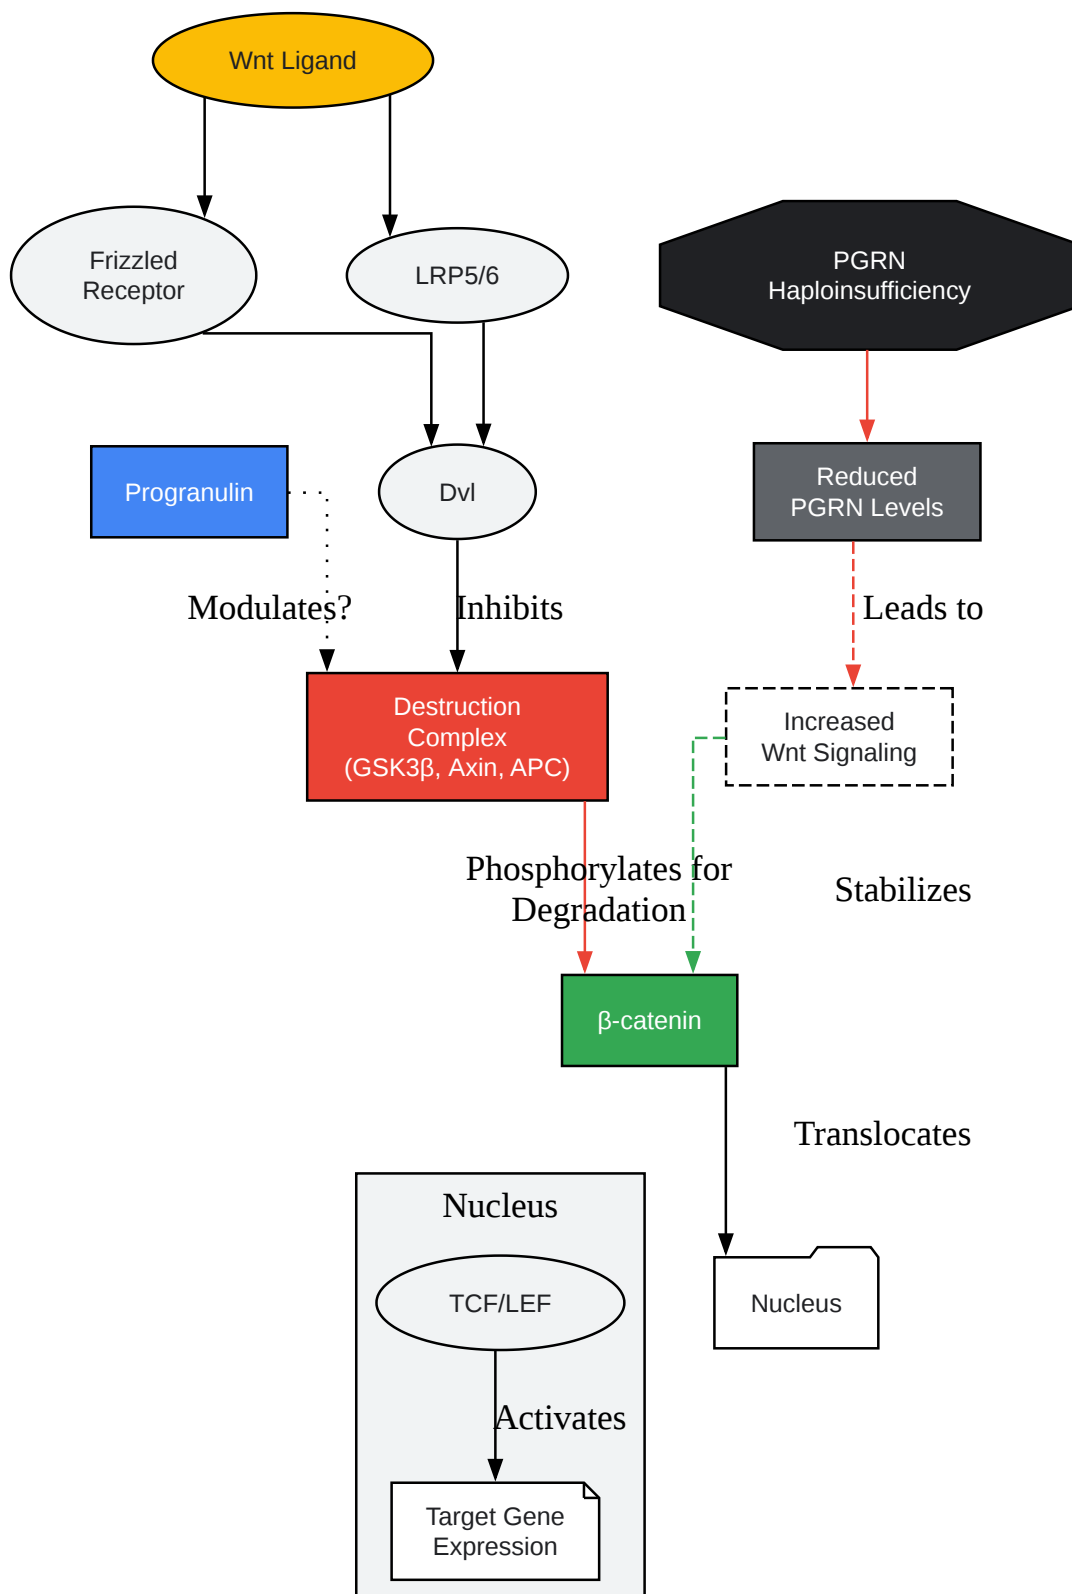 Wnt Ligand
Frizzled
Receptor
LRP5/6
PGRN
Haploinsufficiency
Progranulin
Dvl
Reduced
PGRN Levels
Modulates?
Inhibits
Leads to
Destruction
Complex
(GSK3β, Axin, APC)
Increased
Wnt Signaling
Phosphorylates for
Degradation
Stabilizes
β-catenin
Translocates
Nucleus
TCF/LEF
Nucleus
Activates
Target Gene
Expression